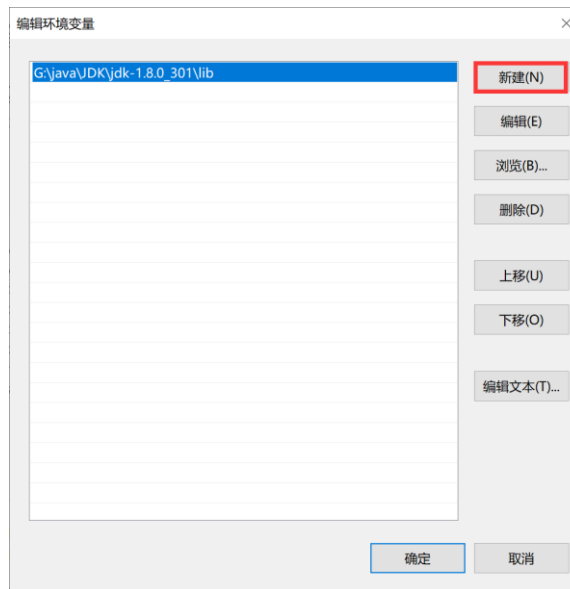 编辑环境变量
G:\java\JDK\jdk-1.8.0_301\lib
新建(N)
编辑(E)
浏览(B)...
删除(D)
上移(U)
下移(O)
编辑文本(T)...
确定
取消